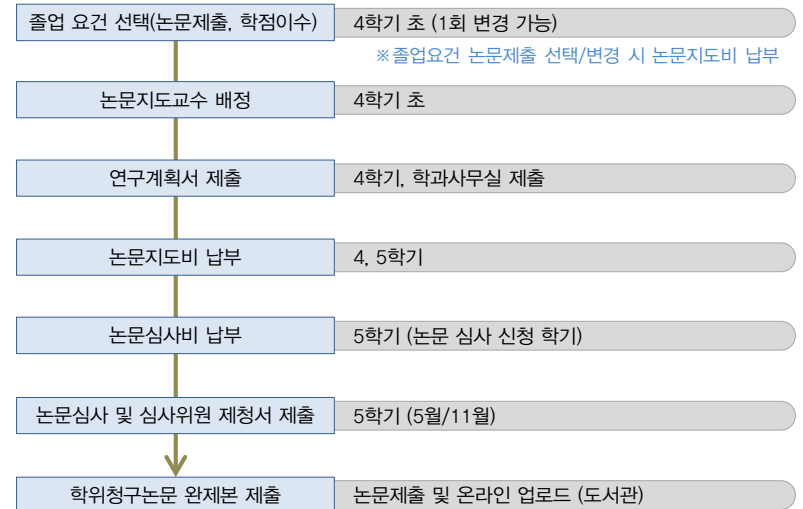 졸업 요건 선택(논문제출, 학점이수) 4학기 초 (1회 변경 가능)
※졸업요건 논문제출 선택/변경 시 논문지도비 납부
논문지도교수 배정 4학기 초
연구계획서 제출 4학기, 학과사무실 제출
논문지도비 납부 4, 5학기
논문심사비 납부 5학기 (논문 심사 신청 학기)
논문심사 및 심사위원 제청서 제출 5학기 (5월/11월)
학위청구논문 완제본 제출 논문제출 및 온라인 업로드 (도서관)